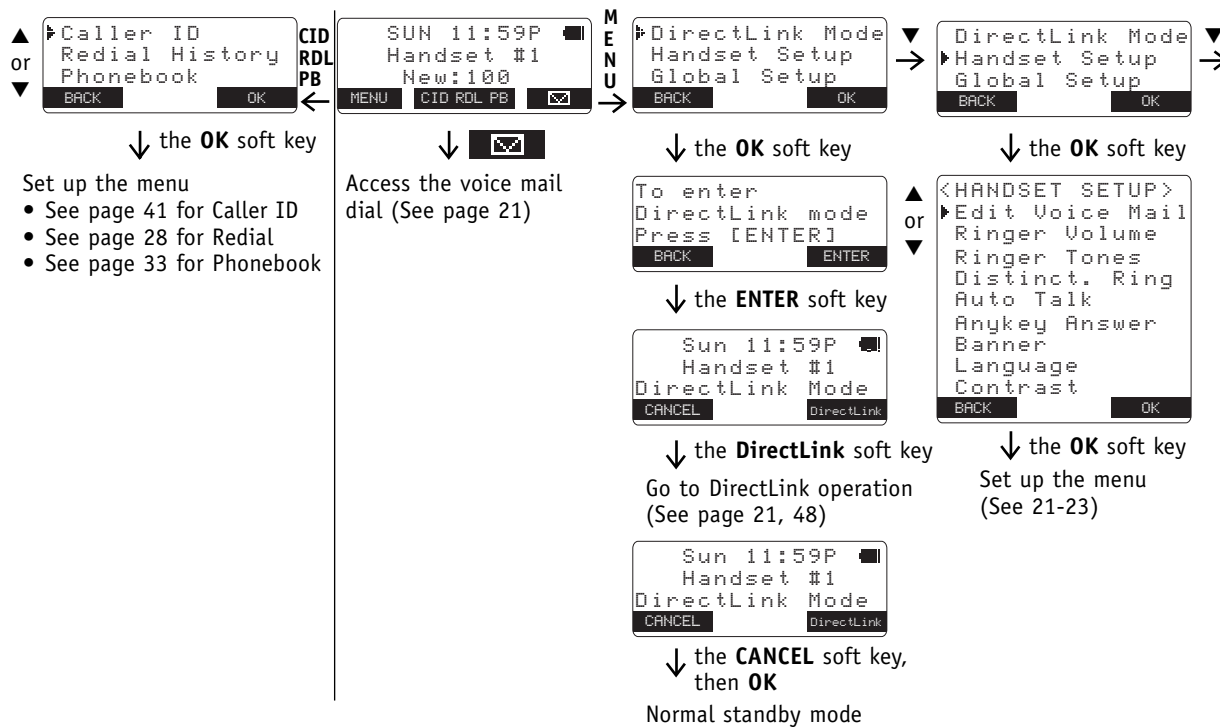 ▲
or
▼
▶Caller ID
Redial History
Phonebook
BACK OK
CID
RDL
PB
↓ the OK soft key
Set up the menu
• See page 41 for Caller ID
• See page 28 for Redial
• See page 33 for Phonebook
SUN 11:59P
Handset #1
New:100
MENU CID RDL PB
Access the voice mail
dial (See page 21)
M
E
N
U
▶DirectLink Mode
Handset Setup
Global Setup
BACK OK
↓ the OK soft key
To enter
DirectLink mode
Press [ENTER]
BACK ENTER
↓ the ENTER soft key
Sun 11:59P
Handset #1
DirectLink Mode
CANCEL DirectLink
↓ the DirectLink soft key
Go to DirectLink operation
(See page 21, 48)
Sun 11:59P
Handset #1
DirectLink Mode
CANCEL DirectLink
↓ the CANCEL soft key,
then OK
Normal standby mode
▼
DirectLink Mode
▶Handset Setup
Global Setup
BACK OK
▼
↓ the OK soft key
▲
or
▼
<HANDSET SETUP>
▶Edit Voice Mail
Ringer Volume
Ringer Tones
Distinct. Ring
Auto Talk
Anykey Answer
Banner
Language
Contrast
BACK OK
↓ the OK soft key
Set up the menu
(See 21-23)